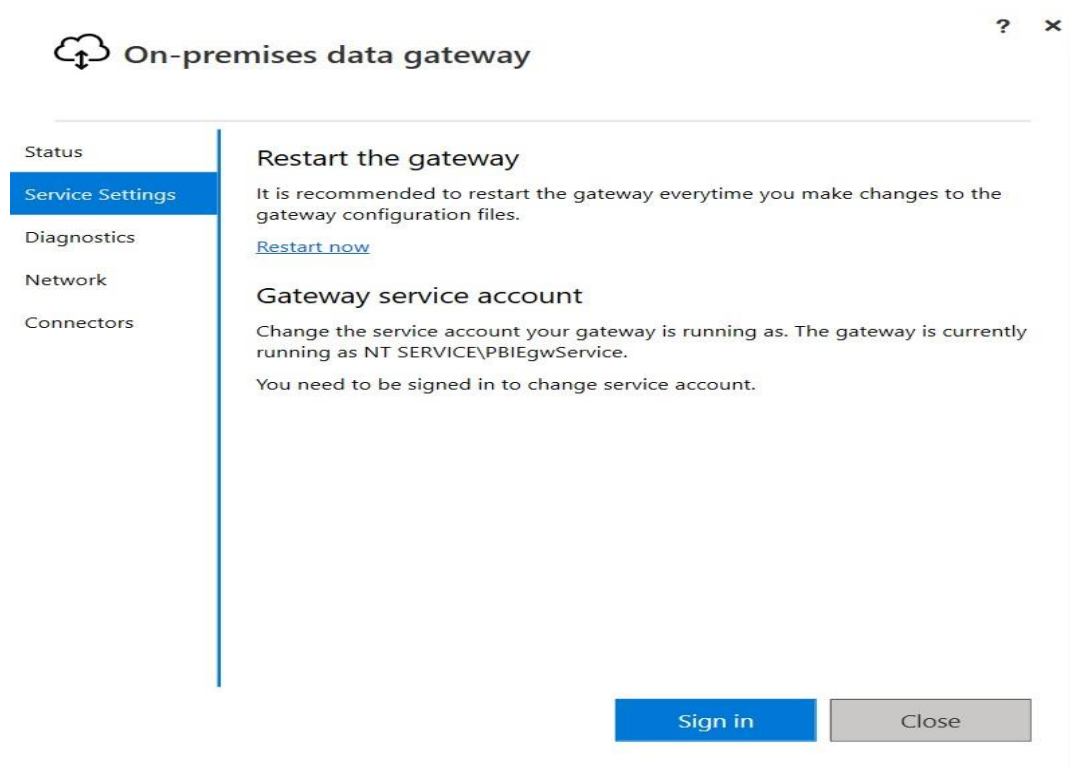 ? ×
On-premises data gateway
Status
Service Settings
Diagnostics
Network
Connectors
Restart the gateway
It is recommended to restart the gateway everytime you make changes to the
gateway configuration files.
Restart now
Gateway service account
Change the service account your gateway is running as. The gateway is currently
running as NT SERVICE\PBIEgwService.
You need to be signed in to change service account.
Sign in
Close